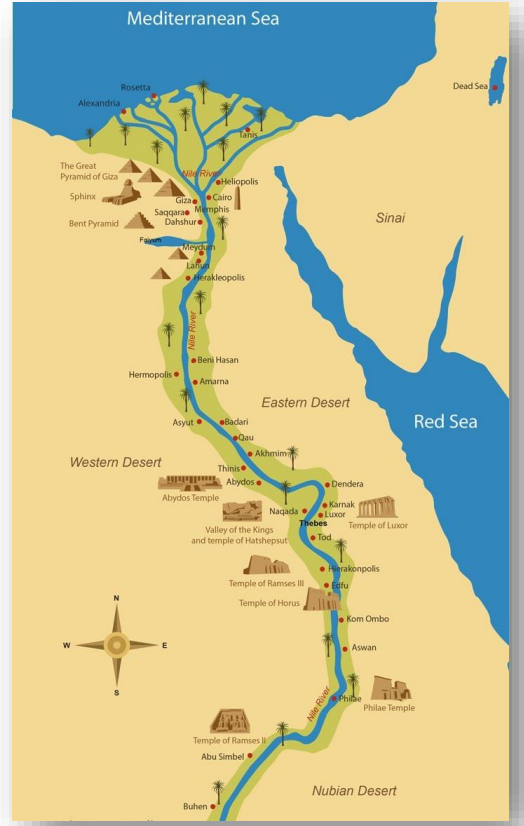 Mediterranean Sea
Rosetta
Alexandria
Dead Sea
Tanis
The Great
Pyramid of Giza
Nile River
Heliopolis
Sphinx
Giza
Cairo
Memphis
Saqqara
Sinai
Bent Pyramid
Dahshur
Faiyum
Meydum
Lahun
Herakleopolis
Nile River
Beni Hasan
Hermopolis
Amarna
Eastern Desert
Red Sea
Asyut
Badari
Qau
Akhmim
Western Desert
Thinis
Abydos
Dendera
Abydos Temple
Karnak
Naqada
Luxor
Thebes
Temple of Luxor
Valley of the Kings
and temple of Hatshepsut
Tod
Hierakonpolis
Temple of Ramses III
Edfu
Temple of Horus
Kom Ombo
N
W
E
S
Aswan
Philae
Nile River
Philae Temple
Temple of Ramses II
Abu Simbel
Nubian Desert
Buhen